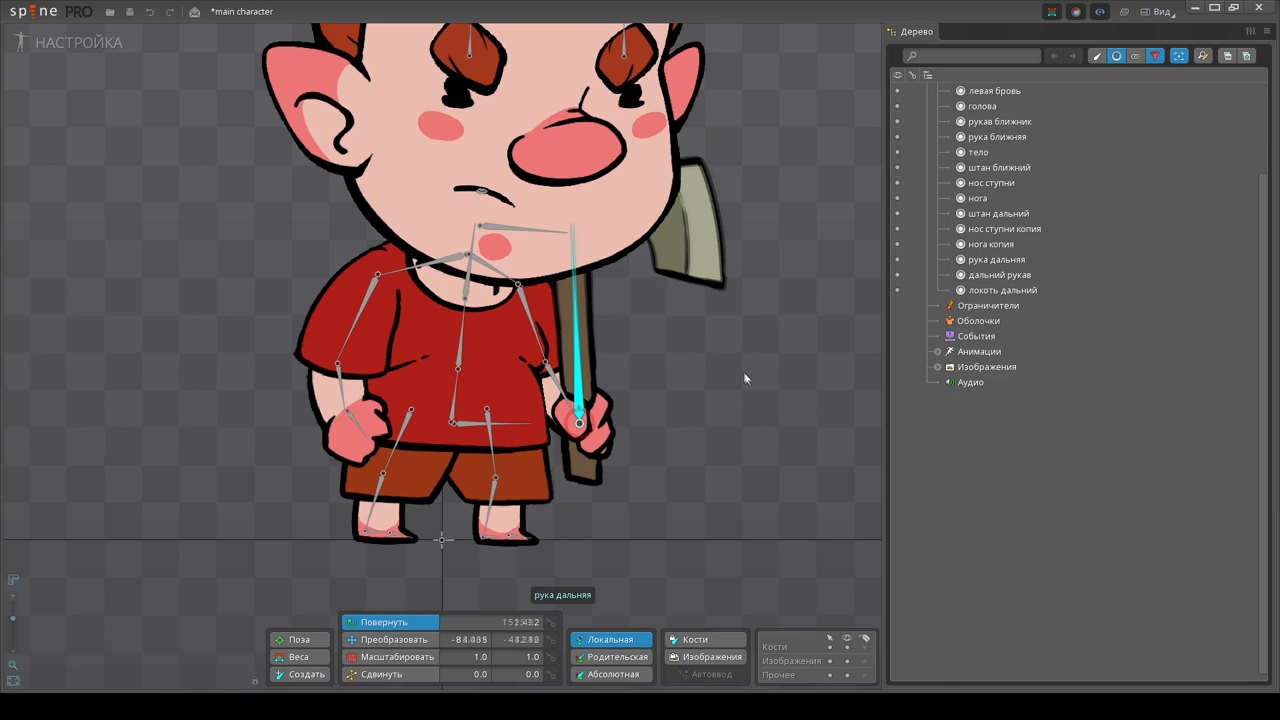 spine PRO
*main character
Вид
НАСТРОЙКА
Дерево
левая бровь
голова
рукав ближник
рука ближняя
тело
штан ближний
нос ступни
нога
штан дальний
нос ступни копия
нога копия
рука дальняя
дальний рукав
локоть дальний
Ограничители
Оболочки
События
Анимации
Изображения
Аудио
рука дальняя
Поза
Веса
Создать
Повернуть
Преобразовать
Масштабировать 1.0 1.0
Сдвинуть 0.0 0.0
Локальная
Родительская
Абсолютная
Кости
Изображения
Автоввод
Кости
Изображения
Прочее